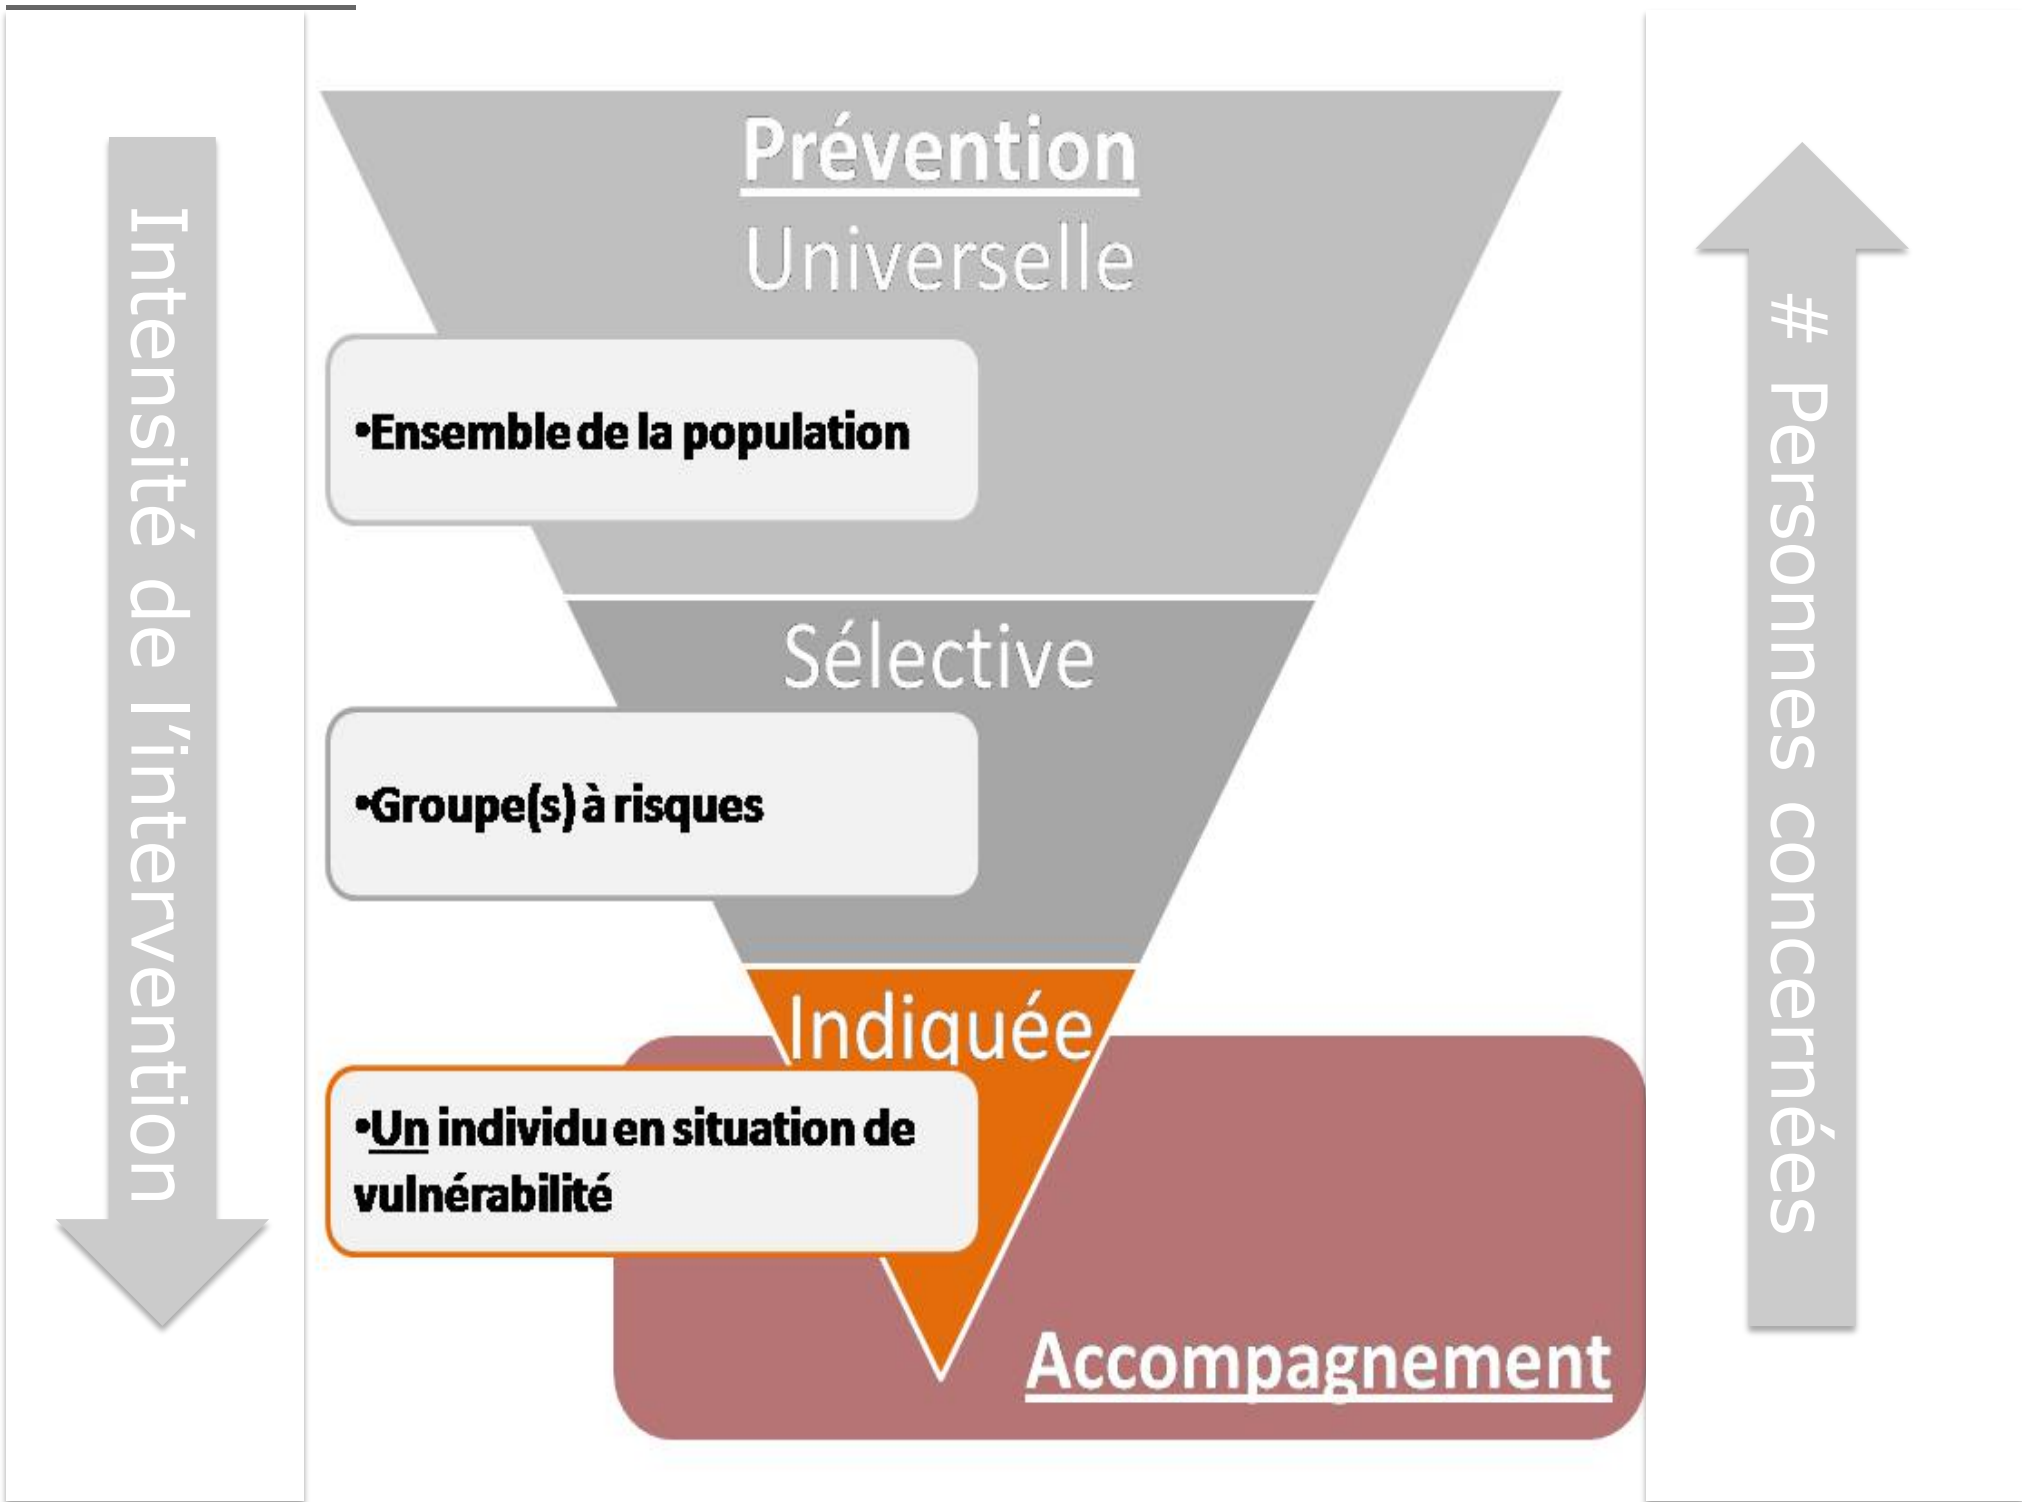 Prévention
Universelle
•Ensemble de la population
Sélective
•Groupe(s) à risques
Indiquée
•Un individu en situation de
vulnérabilité
Accompagnement
Intensité de l’intervention
# Personnes concernées